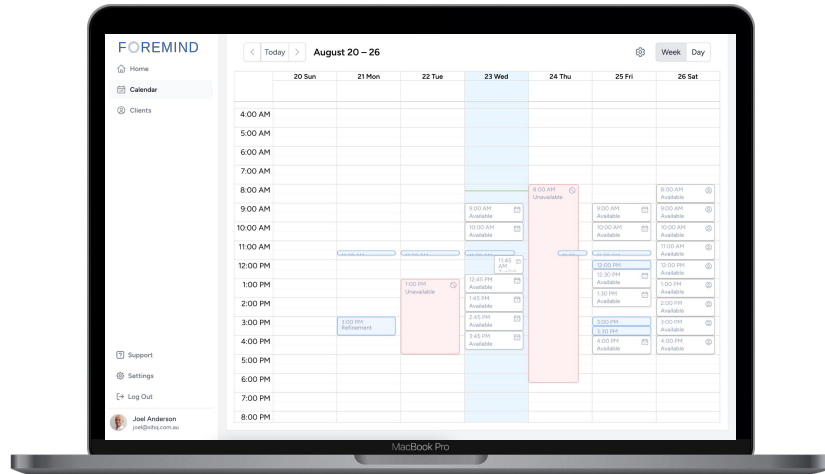 FOREMIND
Home
Calendar
Clients
Support
Settings
Log Out
Joel Anderson
joel@sihq.com.au
Today
August 20 – 26
Week
Day
20 Sun
21 Mon
22 Tue
23 Wed
24 Thu
25 Fri
26 Sat
4:00 AM
5:00 AM
6:00 AM
7:00 AM
8:00 AM
9:00 AM
10:00 AM
11:00 AM
12:00 PM
1:00 PM
2:00 PM
3:00 PM
4:00 PM
5:00 PM
6:00 PM
7:00 PM
8:00 PM
3:00 PM
Refinement
1:00 PM
Unavailable
9:00 AM
Available
10:00 AM
Available
11:45
AM
12:45 PM
Available
1:45 PM
Available
2:45 PM
Available
3:45 PM
Available
8:00 AM
Unavailable
9:00 AM
Available
10:00 AM
Available
12:00 PM
12:30 PM
Available
1:30 PM
Available
3:00 PM
3:30 PM
4:00 PM
Available
8:00 AM
Available
9:00 AM
Available
10:00 AM
Available
11:00 AM
Available
12:00 PM
Available
1:00 PM
Available
2:00 PM
Available
3:00 PM
Available
4:00 PM
Available
MacBook Pro